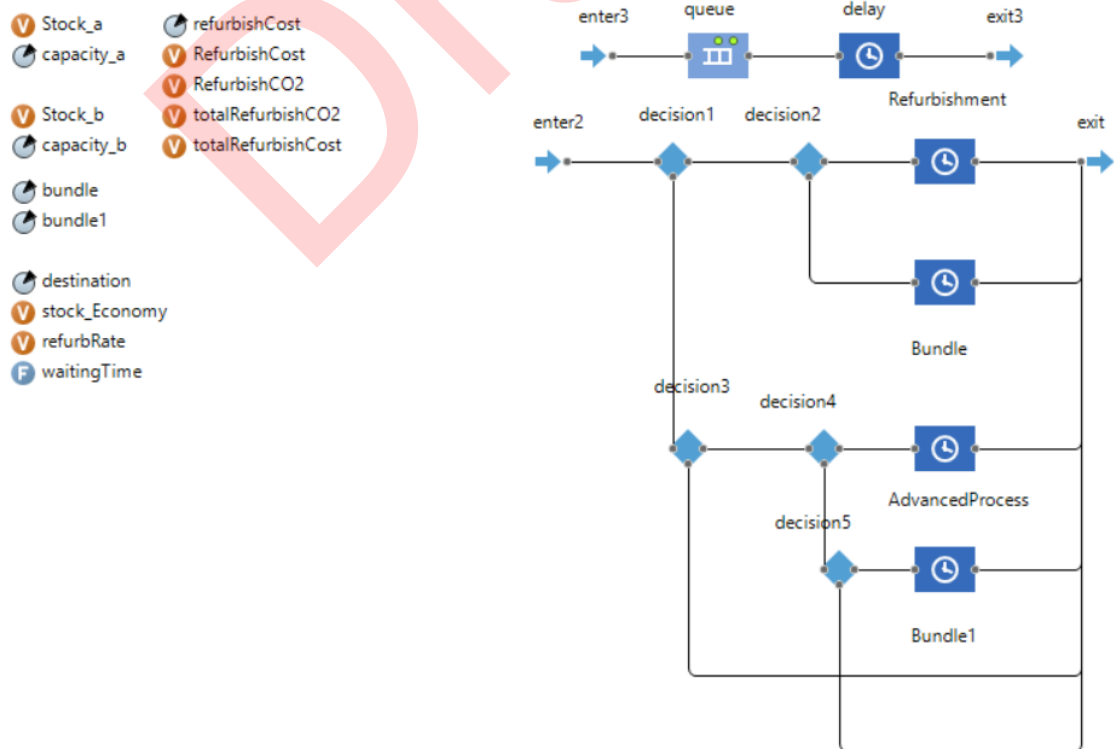 Stock_a
capacity_a
Stock_b
capacity_b
bundle
bundle1
destination
stock_Economy
refurbRate
waitingTime
refurbishCost
RefurbishCost
RefurbishCO2
totalRefurbishCO2
totalRefurbishCost
enter3
queue
delay
exit3
Refurbishment
enter2
decision1
decision2
exit
Bundle
decision3
decision4
AdvancedProcess
decision5
Bundle1